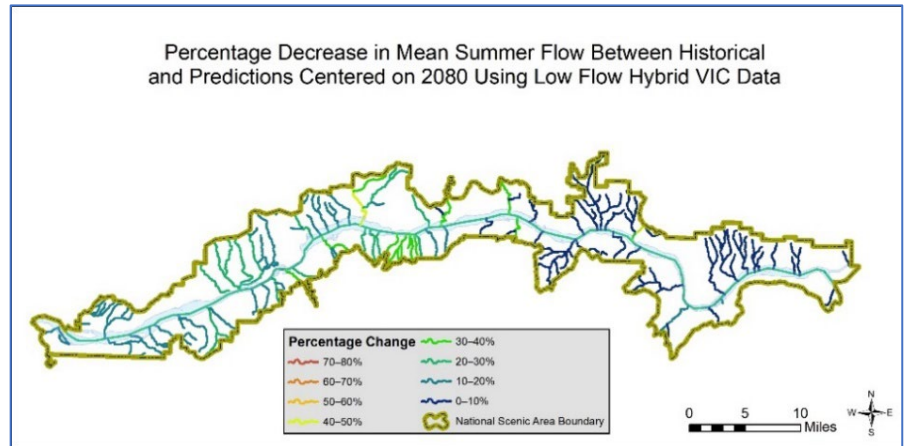 Percentage Decrease in Mean Summer Flow Between Historical
and Predictions Centered on 2080 Using Low Flow Hybrid VIC Data
Percentage Change
70–80%
60–70%
50–60%
40–50%
30–40%
20–30%
10–20%
0–10%
National Scenic Area Boundary
0 5 10
Miles
N
W E
S